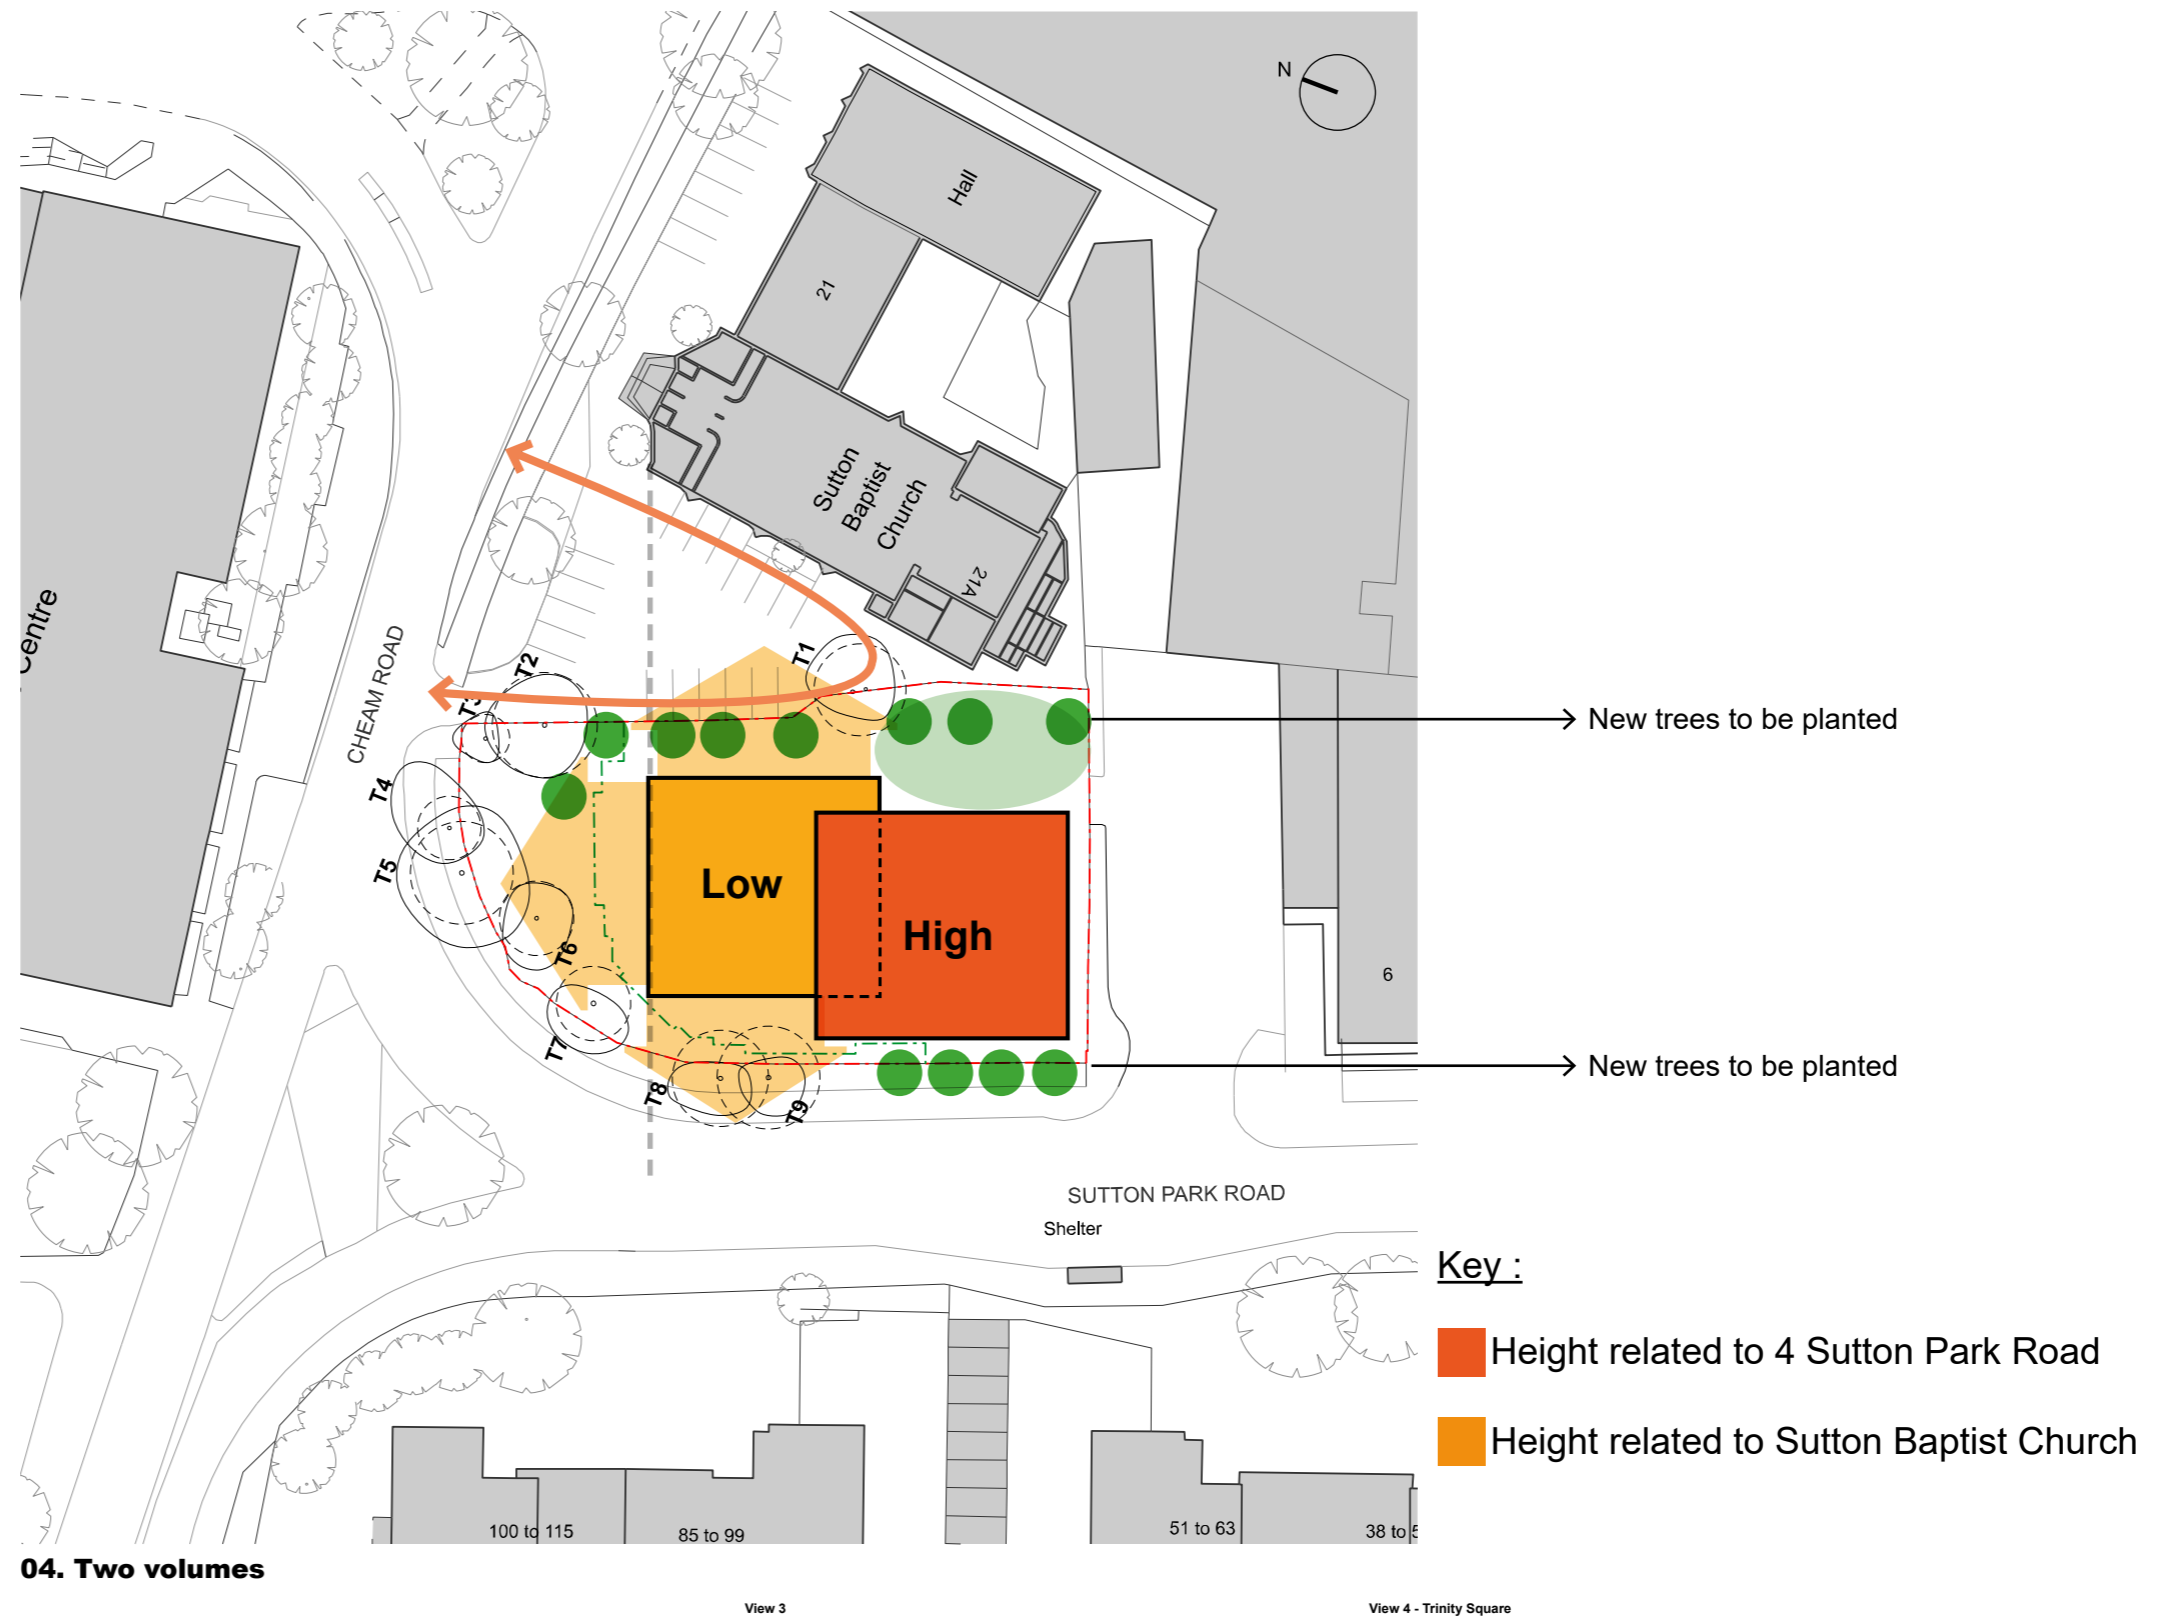 N
Hall
21
Sutton
Baptist
Church
21A
Centre
CHEAM ROAD
T1
T2
T3
T4
T5
T6
T7
T8
T9
New trees to be planted
Low
High
6
New trees to be planted
SUTTON PARK ROAD
Shelter
Key :
Height related to 4 Sutton Park Road
Height related to Sutton Baptist Church
100 to 115
85 to 99
51 to 63
38 to 5
04. Two volumes
View 3
View 4 - Trinity Square